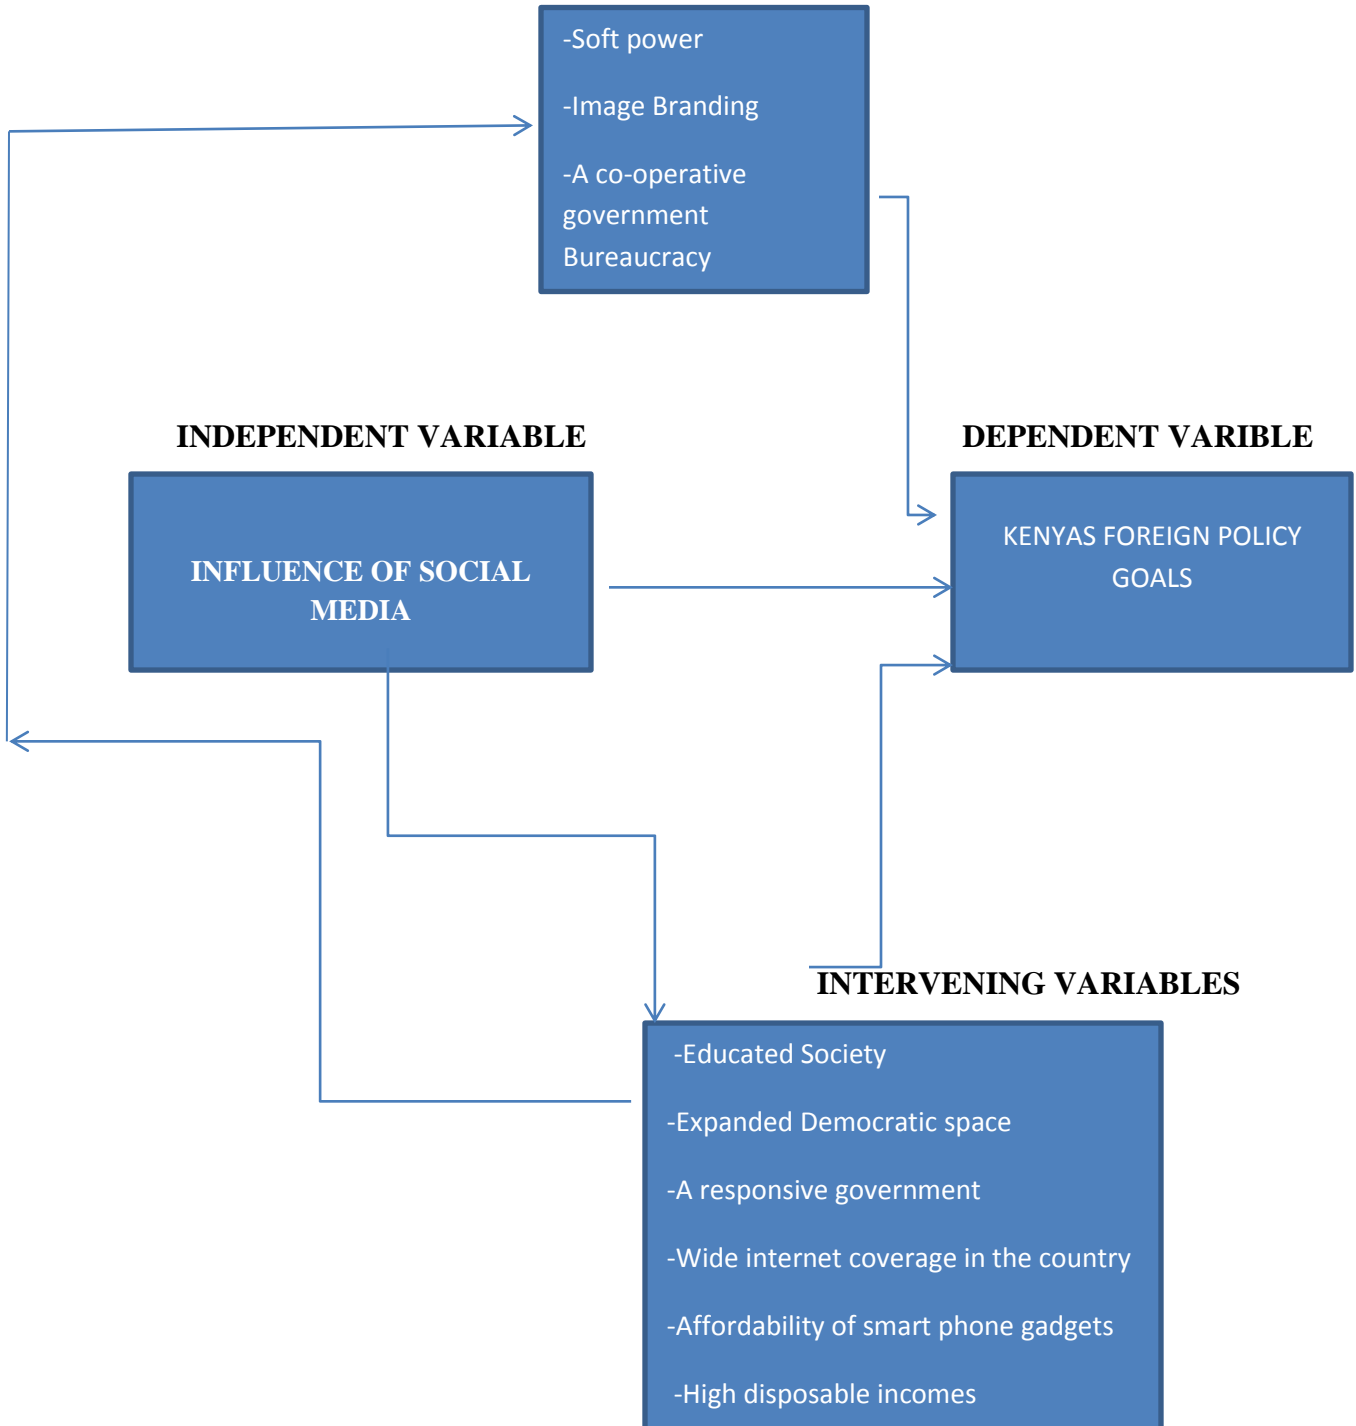 -Soft power
-Image Branding
-A co-operative
government
Bureaucracy
INDEPENDENT VARIABLE
DEPENDENT VARIBLE
INFLUENCE OF SOCIAL
MEDIA
KENYAS FOREIGN POLICY
GOALS
INTERVENING VARIABLES
-Educated Society
-Expanded Democratic space
-A responsive government
-Wide internet coverage in the country
-Affordability of smart phone gadgets
-High disposable incomes